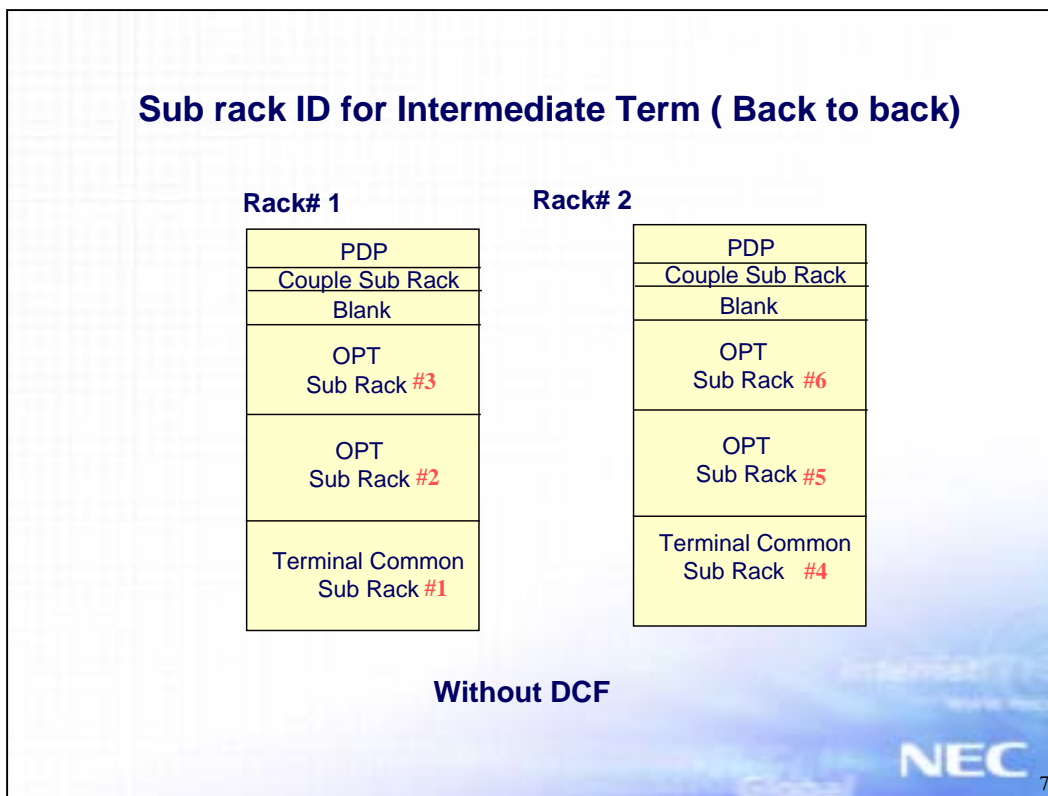 Sub rack ID for Intermediate Term ( Back to back)
Rack# 1
PDP
Couple Sub Rack
Blank
OPT
Sub Rack #3
OPT
Sub Rack #2
Terminal Common
Sub Rack #1
Rack# 2
PDP
Couple Sub Rack
Blank
OPT
Sub Rack #6
OPT
Sub Rack #5
Terminal Common
Sub Rack #4
Without DCF
Internet
Global
NEC
7